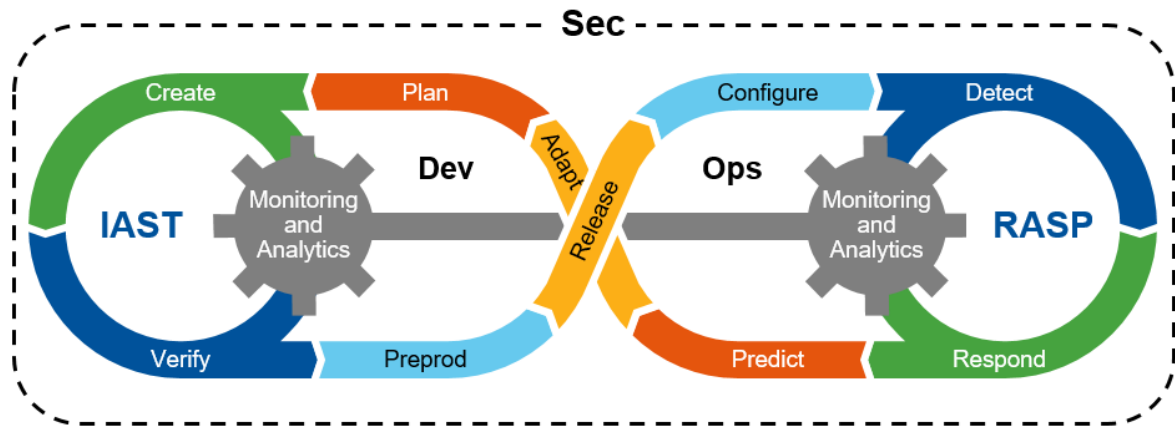 Sec
Create
Plan
Configure
Detect
Adapt
Dev
Ops
Release
IAST
Monitoring
and
Analytics
Monitoring
and
Analytics
RASP
Verify
Preprod
Predict
Respond